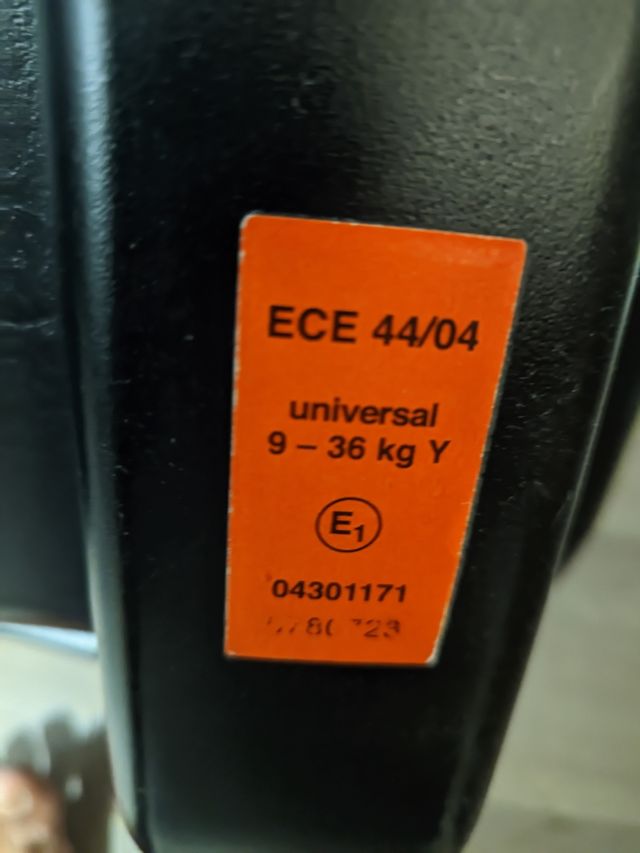 ECE 44/04
universal
9 – 36 kg Y
E1
04301171